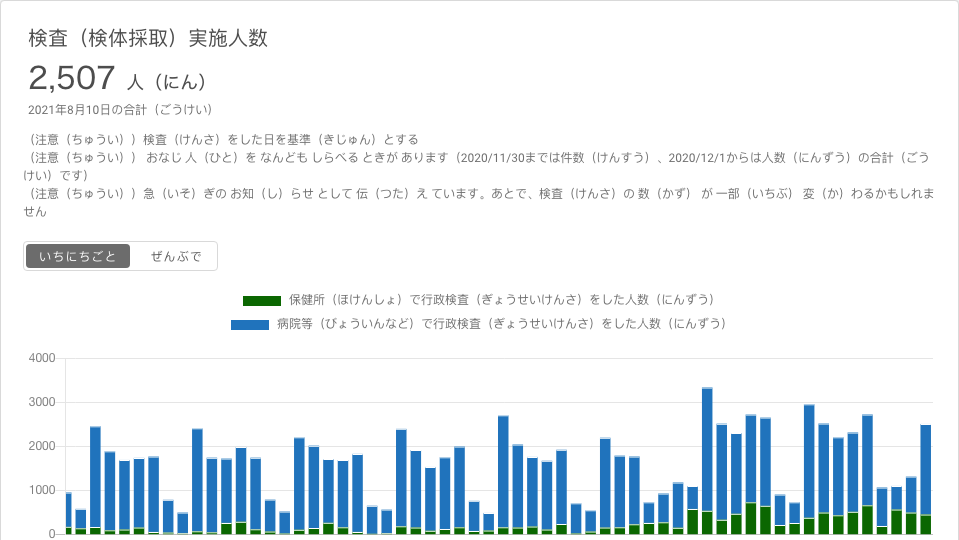 検査（検体採取）実施人数
2,507 人（にん）
2021年8月10日の合計（ごうけい）
（注意（ちゅうい））検査（けんさ）をした日を基準（きじゅん）とする
（注意（ちゅうい）） おなじ 人（ひと）を なんども しらべる ときが あります（2020/11/30までは件数（けんすう）、2020/12/1からは人数（にんずう）の合計（ごう
けい）です）
（注意（ちゅうい））急（いそ）ぎの お知（し）らせ として 伝（つた）え ています。あとで、検査（けんさ）の 数（かず） が 一部（いちぶ） 変（か）わるかもしれま
せん
いちにちごと ぜんぶで
保健所（ほけんしょ）で行政検査（ぎょうせいけんさ）をした人数（にんずう）
病院等（びょういんなど）で行政検査（ぎょうせいけんさ）をした人数（にんずう）
4000
3000
2000
1000
0